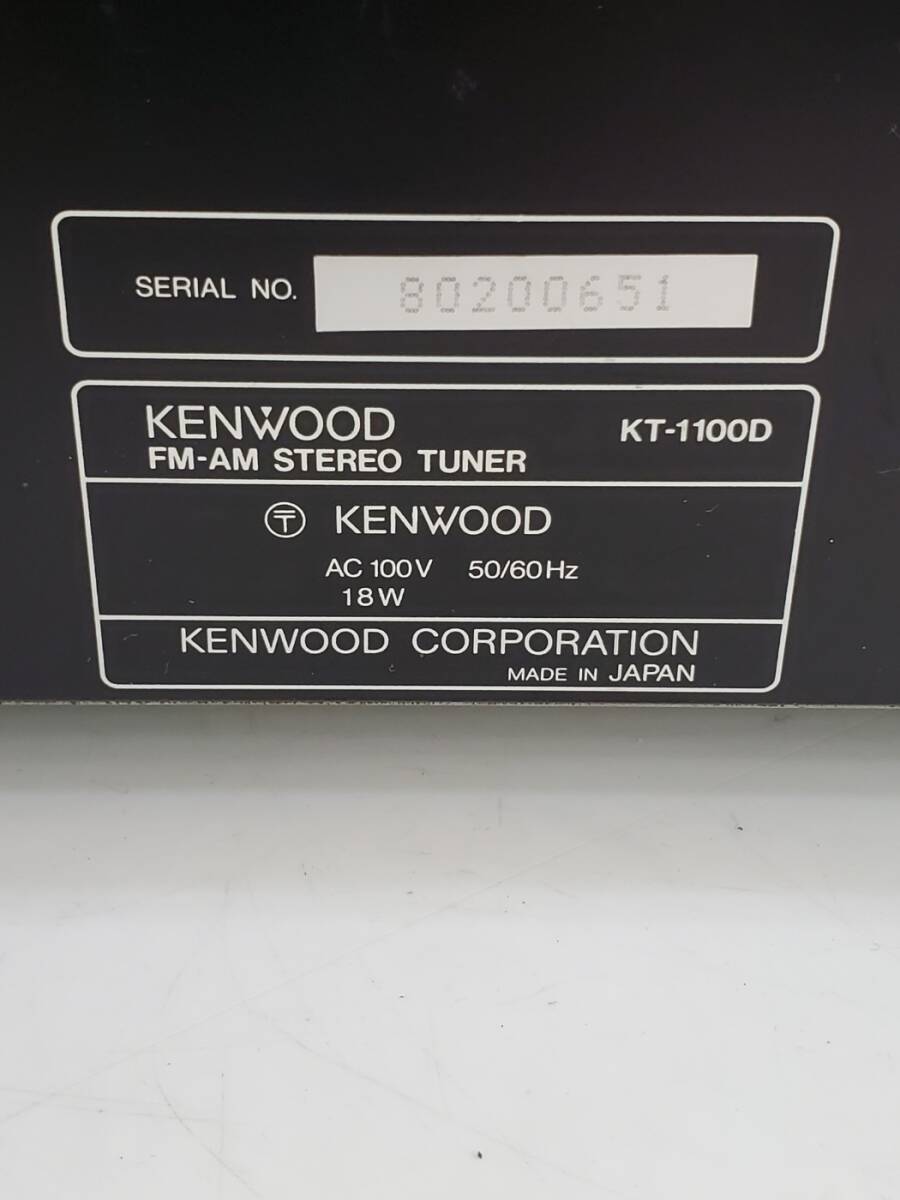 SERIAL NO. 80200651
KENWOOD KT-1100D
FM-AM STEREO TUNER
〒 KENWOOD
AC 100V 50/60Hz
18W
KENWOOD CORPORATION
MADE IN JAPAN